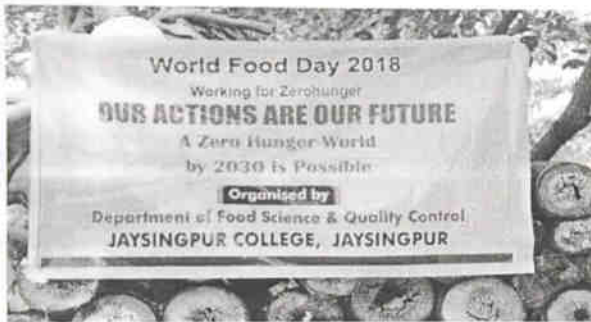 World Food Day 2018
Working for Zerohunger
OUR ACTIONS ARE OUR FUTURE
A Zero Hunger World
by 2030 is Possible
Organised by
Department of Food Science & Quality Control
JAYSINGPUR COLLEGE, JAYSINGPUR